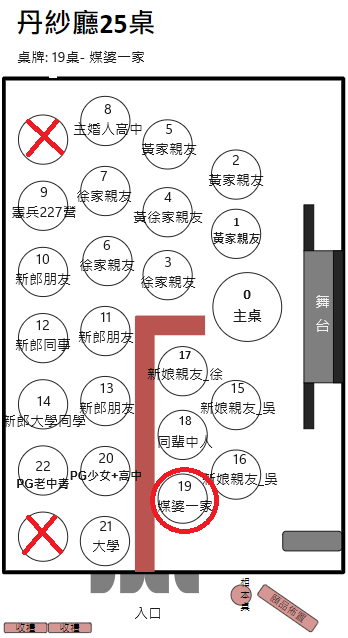 丹紗廳25桌
桌牌: 19桌- 媒婆一家
8
主婚人高中
5
黃家親友
2
黃家親友
7
徐家親友
9
憲兵227營
4
黃徐家親友
1
黃家親友
6
徐家親友
10
新郎朋友
3
徐家親友
0
主桌
舞台
11
新郎朋友
12
新郎同事
17
新娘親友_徐
13
新郎朋友
14
新郎大學同學
15
新娘親友_吳
18
同輩中人
16
新娘親友_吳
20
PG少女+高中
22
PG老中青
19
媒婆一家
21
大學
入口
相本桌
收禮
收禮